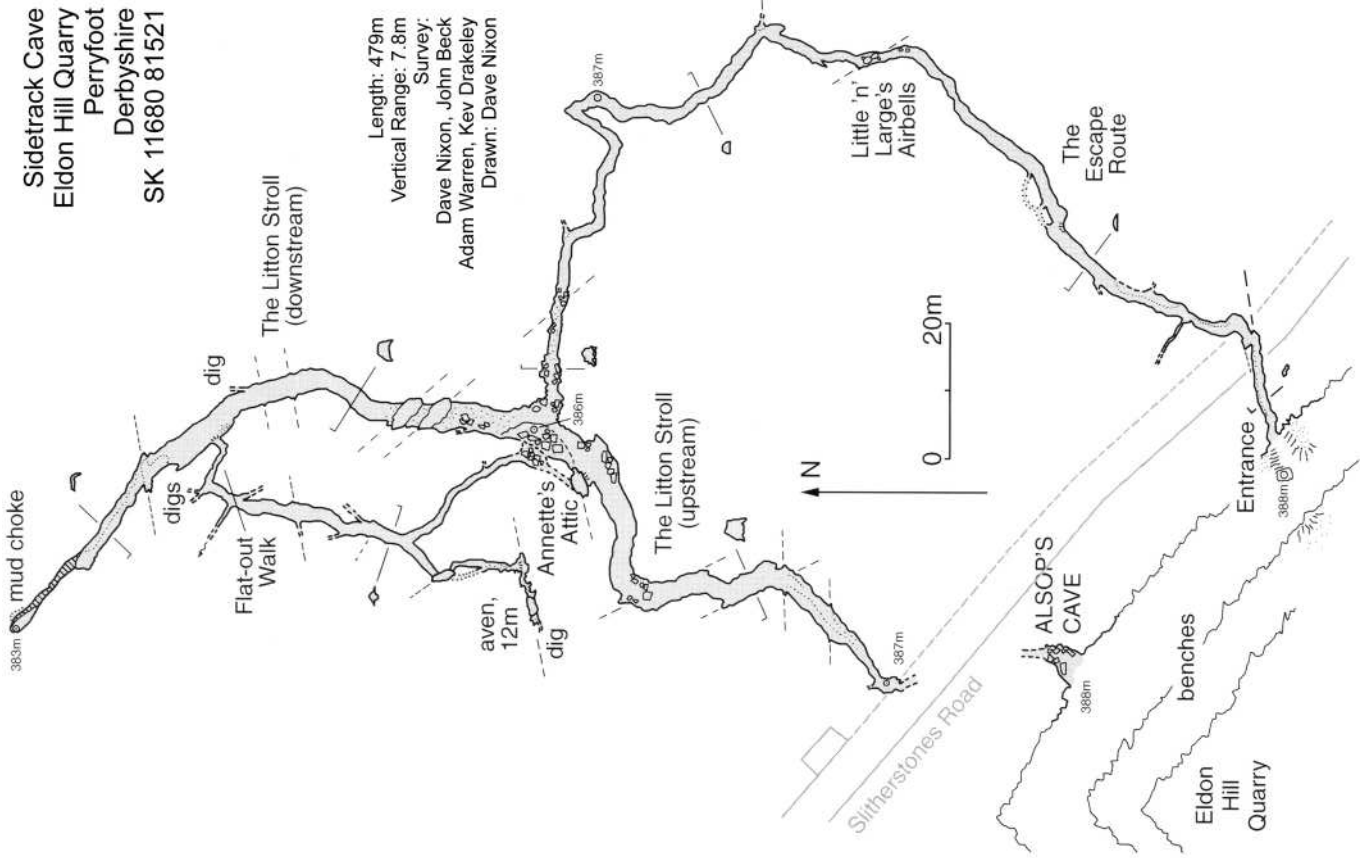 Sidetrack Cave
Eldon Hill Quarry
Perryfoot
Derbyshire
SK 11680 81521
Length: 479m
Vertical Range: 7.8m
Survey:
Dave Nixon, John Beck
Adam Warren, Kev Drakeley
Drawn: Dave Nixon
383m
mud choke
The Litton Stroll
(downstream)
dig
digs
Flat-out
Walk
aven,
12m
dig
Annette's
Attic
386m
387m
The Litton Stroll
(upstream)
Little 'n'
Large's
Airbells
The
Escape
Route
N
0
20m
387m
Slitherstones Road
ALSOP'S
CAVE
388m
Entrance
388m
benches
Eldon
Hill
Quarry